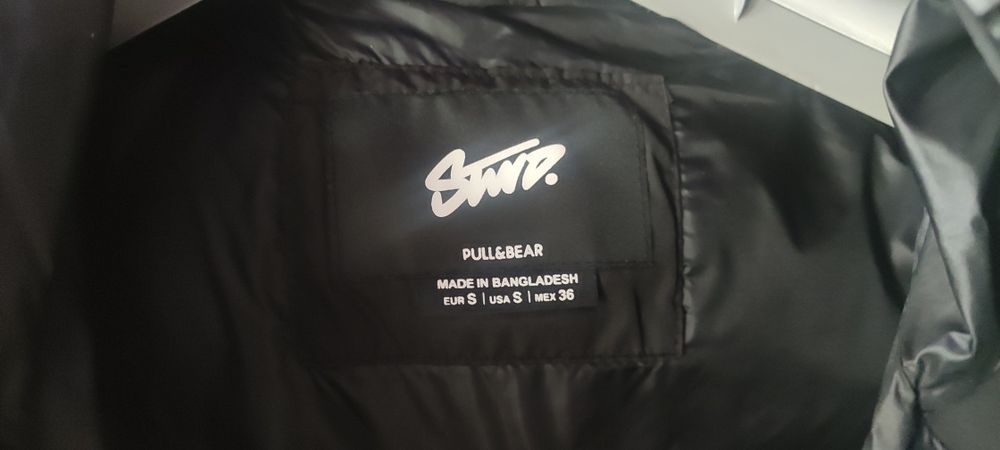 STWD.
PULL&BEAR
MADE IN BANGLADESH
EUR S | USA S | MEX 36